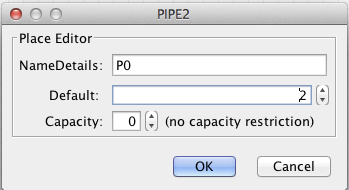 PIPE2
Place Editor
NameDetails: P0
Default: 2
Capacity: 0 (no capacity restriction)
OK Cancel